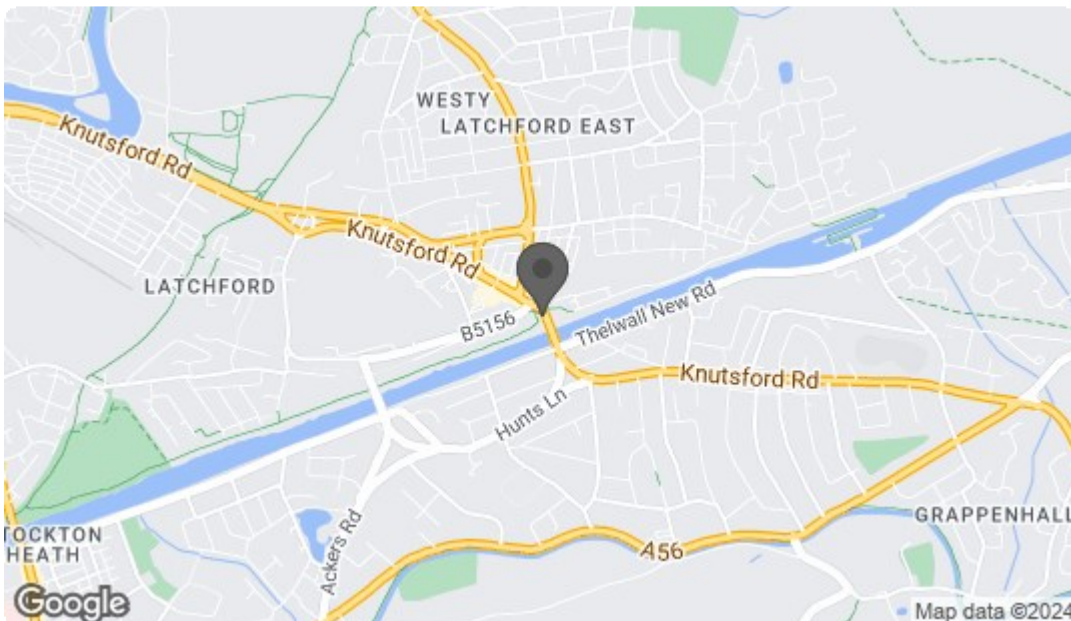 WESTY
LATCHFORD EAST
Knutsford Rd
Knutsford Rd
LATCHFORD
B5156
Thelwall New Rd
Knutsford Rd
Hunts Ln
GRAPPENHALL
TOCKTON
HEATH
Ackers Rd
A56
Google
Map data ©2024